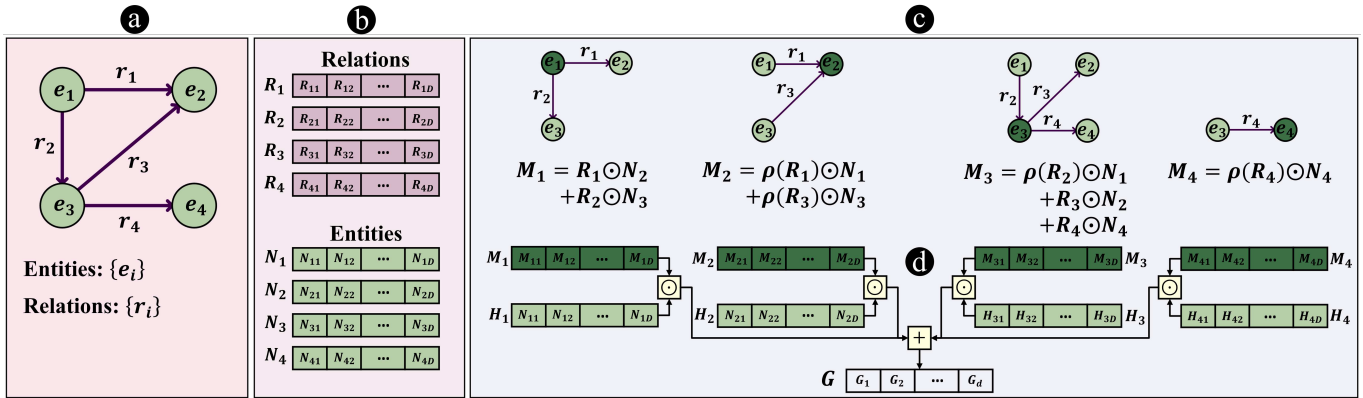 a
b
c
e₁
r₁
e₂
r₂
r₃
e₃
r₄
e₄
Entities: {eᵢ}
Relations: {rᵢ}
Relations
R₁ R₁₁ R₁₂ ... R₁D
R₂ R₂₁ R₂₂ ... R₂D
R₃ R₃₁ R₃₂ ... R₃D
R₄ R₄₁ R₄₂ ... R₄D
Entities
N₁ N₁₁ N₁₂ ... N₁D
N₂ N₂₁ N₂₂ ... N₂D
N₃ N₃₁ N₃₂ ... N₃D
N₄ N₄₁ N₄₂ ... N₄D
e₁ r₁ e₂
r₂
e₃
M₁ = R₁⊙N₂
+R₂⊙N₃
e₁ r₁ e₂
r₃
e₃
M₂ = ρ(R₁)⊙N₁
+ρ(R₃)⊙N₃
e₁ e₂
r₂ r₃
e₃ r₄ e₄
M₃ = ρ(R₂)⊙N₁
+R₃⊙N₂
+R₄⊙N₄
e₃ r₄ e₄
M₄ = ρ(R₄)⊙N₄
d
M₁ M₁₁ M₁₂ ... M₁D
⊙
H₁ N₁₁ N₁₂ ... N₁D
M₂ M₂₁ M₂₂ ... M₂D
⊙
H₂ N₂₁ N₂₂ ... N₂D
M₃₁ M₃₂ ... M₃D M₃
⊙
H₃₁ H₃₂ ... H₃D H₃
M₄₁ M₄₂ ... M₄D M₄
⊙
H₄₁ H₄₂ ... H₄D H₄
+
G G₁ G₂ ... G_d